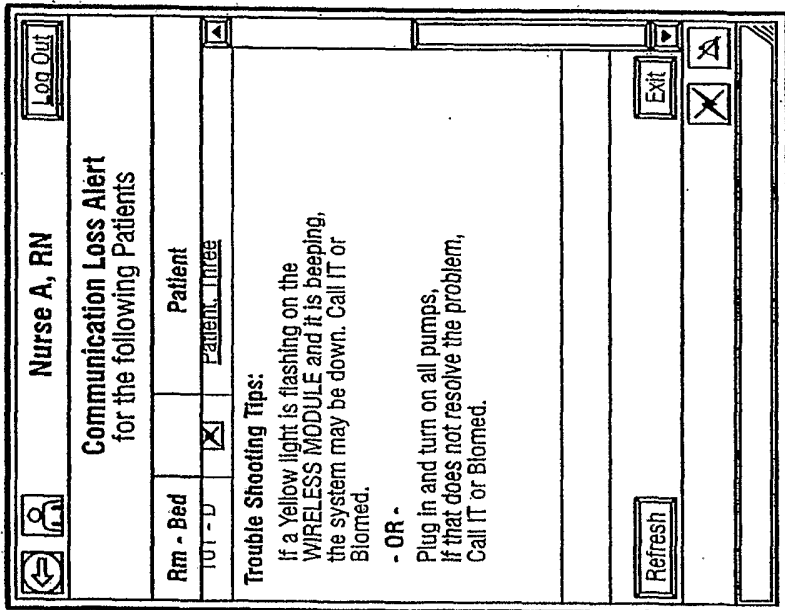 Nurse A, RN
Log Out
Communication Loss Alert
for the following Patients
Rm - Bed
Patient
Patient, Three
Trouble Shooting Tips:
If a Yellow light is flashing on the
WIRELESS MODULE and it is beeping,
the system may be down. Call IT or
Biomed.
- OR -
Plug in and turn on all pumps,
If that does not resolve the problem,
Call IT or Biomed.
Refresh
Exit